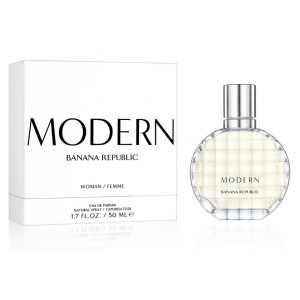 MODERN
BANANA REPUBLIC
WOMAN / FEMME
EAU DE PARFUM
NATURAL SPRAY / VAPORISATEUR
1.7 FL.OZ. / 50 ML ℮
MODERN
BANANA REPUBLIC